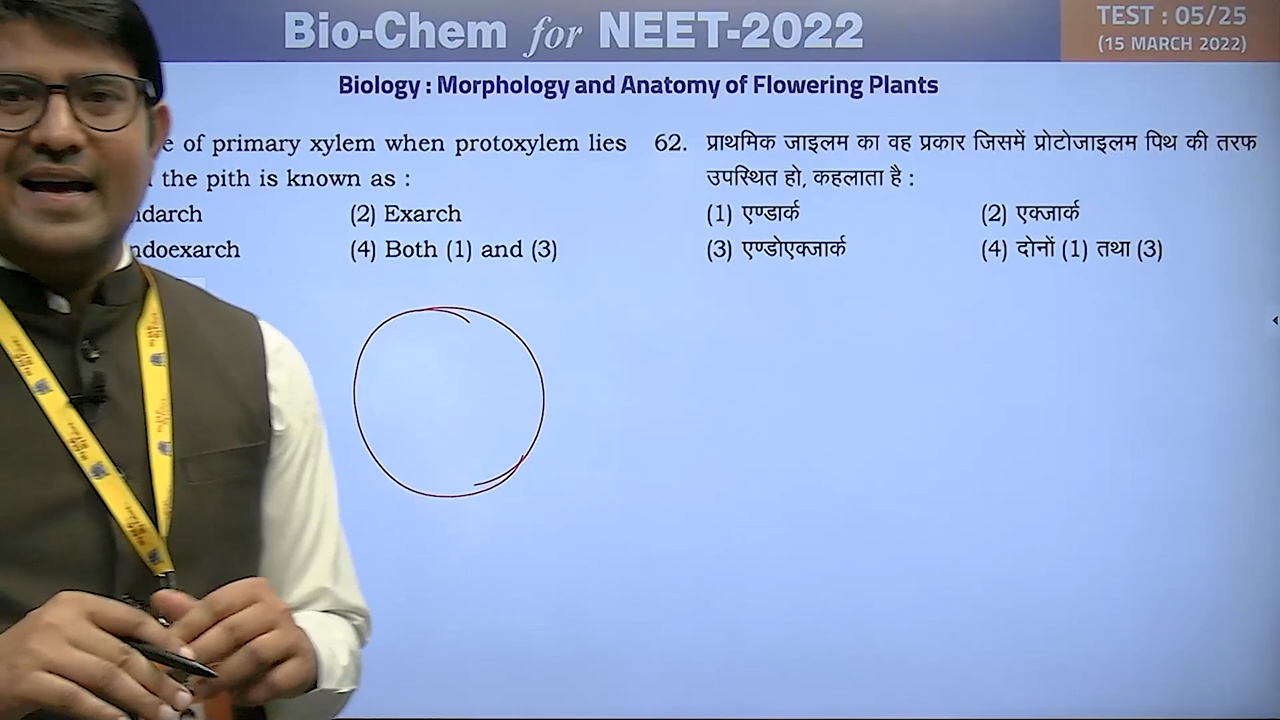 Bio-Chem for NEET-2022
TEST : 05/25
(15 MARCH 2022)
Biology : Morphology and Anatomy of Flowering Plants
of primary xylem when protoxylem lies
the pith is known as :
(2) Exarch
(4) Both (1) and (3)
62. प्राथमिक जाइलम का वह प्रकार जिसमें प्रोटोजाइलम पिथ की तरफ
उपस्थित हो, कहलाता है :
(1) एण्डार्क
(2) एक्जार्क
(3) एण्डोएक्जार्क
(4) दोनों (1) तथा (3)